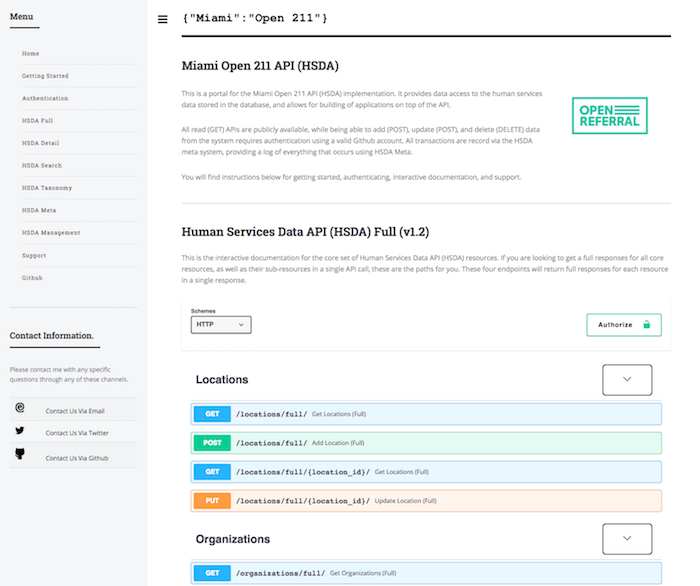 Menu
Home
Getting Started
Authentication
HSDA Full
HSDA Detail
HSDA Search
HSDA Taxonomy
HSDA Meta
HSDA Management
Support
Github
Contact Information.
Please contact me with any specific
questions through any of these channels.
Contact Us Via Email
Contact Us Via Twitter
Contact Us Via Github
{"Miami":"Open 211"}
Miami Open 211 API (HSDA)
This is a portal for the Miami Open 211 API (HSDA) implementation. It provides data access to the human services
data stored in the database, and allows for building of applications on top of the API.
All read (GET) APIs are publicly available, while being able to add (POST), update (POST), and delete (DELETE) data
from the system requires authentication using a valid Github account. All transactions are record via the HSDA
meta system, providing a log of everything that occurs using HSDA Meta.
You will find instructions below for getting started, authenticating, interactive documentation, and support.
OPEN
REFERRAL
Human Services Data API (HSDA) Full (v1.2)
This is the interactive documentation for the core set of Human Services Data API (HSDA) resources. If you are looking to get a full responses for all core
resources, as well as their sub-resources in a single API call, these are the paths for you. These four endpoints will return full responses for each resource
in a single response.
Schemes
HTTP
Authorize
Locations
GET /locations/full/ Get Locations (Full)
POST /locations/full/ Add Location (Full)
GET /locations/full/{location_id}/ Get Locations (Full)
PUT /locations/full/{location_id}/ Update Location (Full)
Organizations
GET /organizations/full/ Get Organizations (Full)